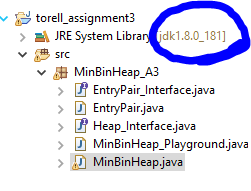 torell_assignment3
JRE System Library [jdk1.8.0_181]
src
MinBinHeap_A3
EntryPair_Interface.java
EntryPair.java
Heap_Interface.java
MinBinHeap_Playground.java
MinBinHeap.java